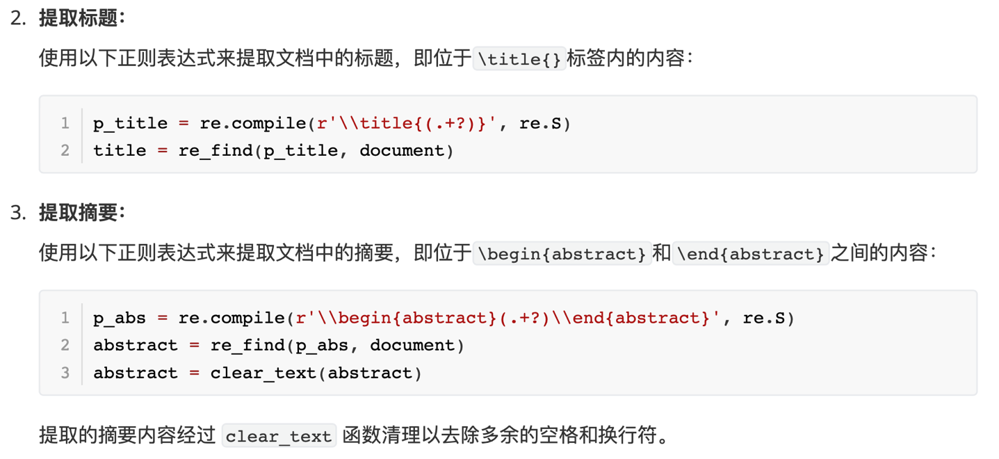 2. 提取标题：
使用以下正则表达式来提取文档中的标题，即位于\title{}标签内的内容：
1 p_title = re.compile(r'\\title{(.+?)}', re.S)
2 title = re_find(p_title, document)
3. 提取摘要：
使用以下正则表达式来提取文档中的摘要，即位于\begin{abstract}和\end{abstract}之间的内容：
1 p_abs = re.compile(r'\\begin{abstract}(.+?)\\end{abstract}', re.S)
2 abstract = re_find(p_abs, document)
3 abstract = clear_text(abstract)
提取的摘要内容经过 clear_text 函数清理以去除多余的空格和换行符。